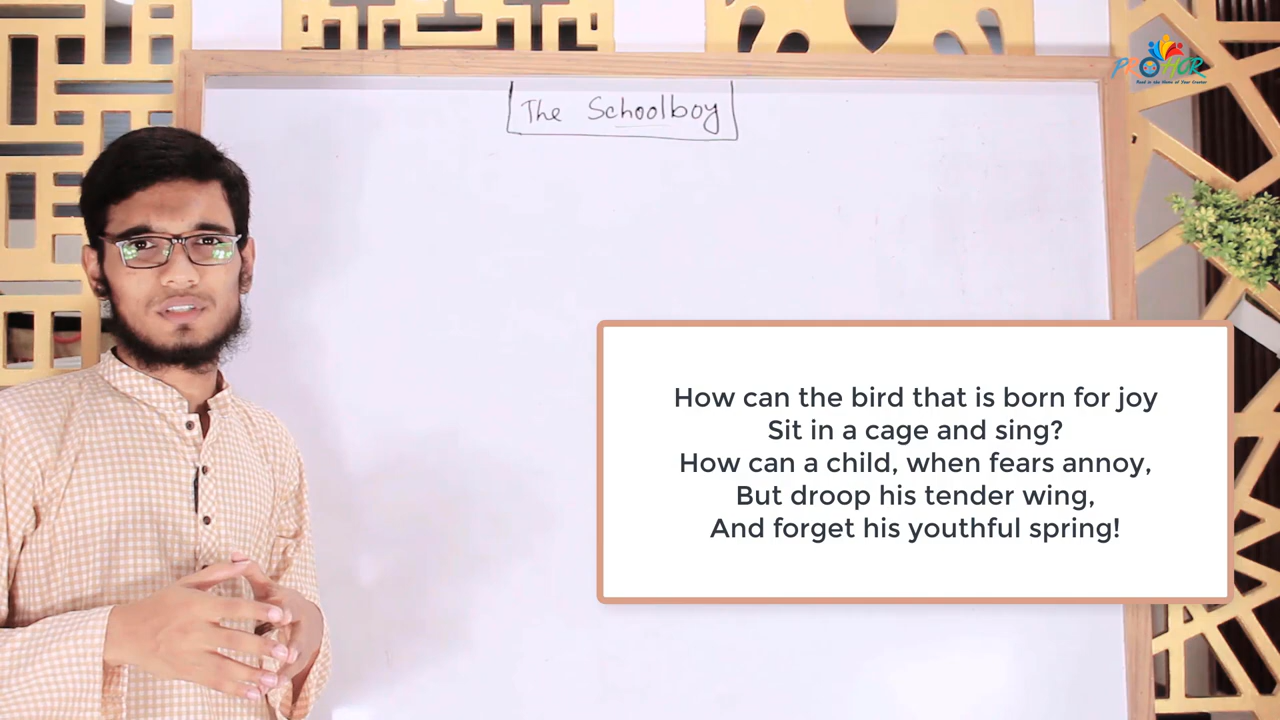 The Schoolboy
How can the bird that is born for joy
Sit in a cage and sing?
How can a child, when fears annoy,
But droop his tender wing,
And forget his youthful spring!